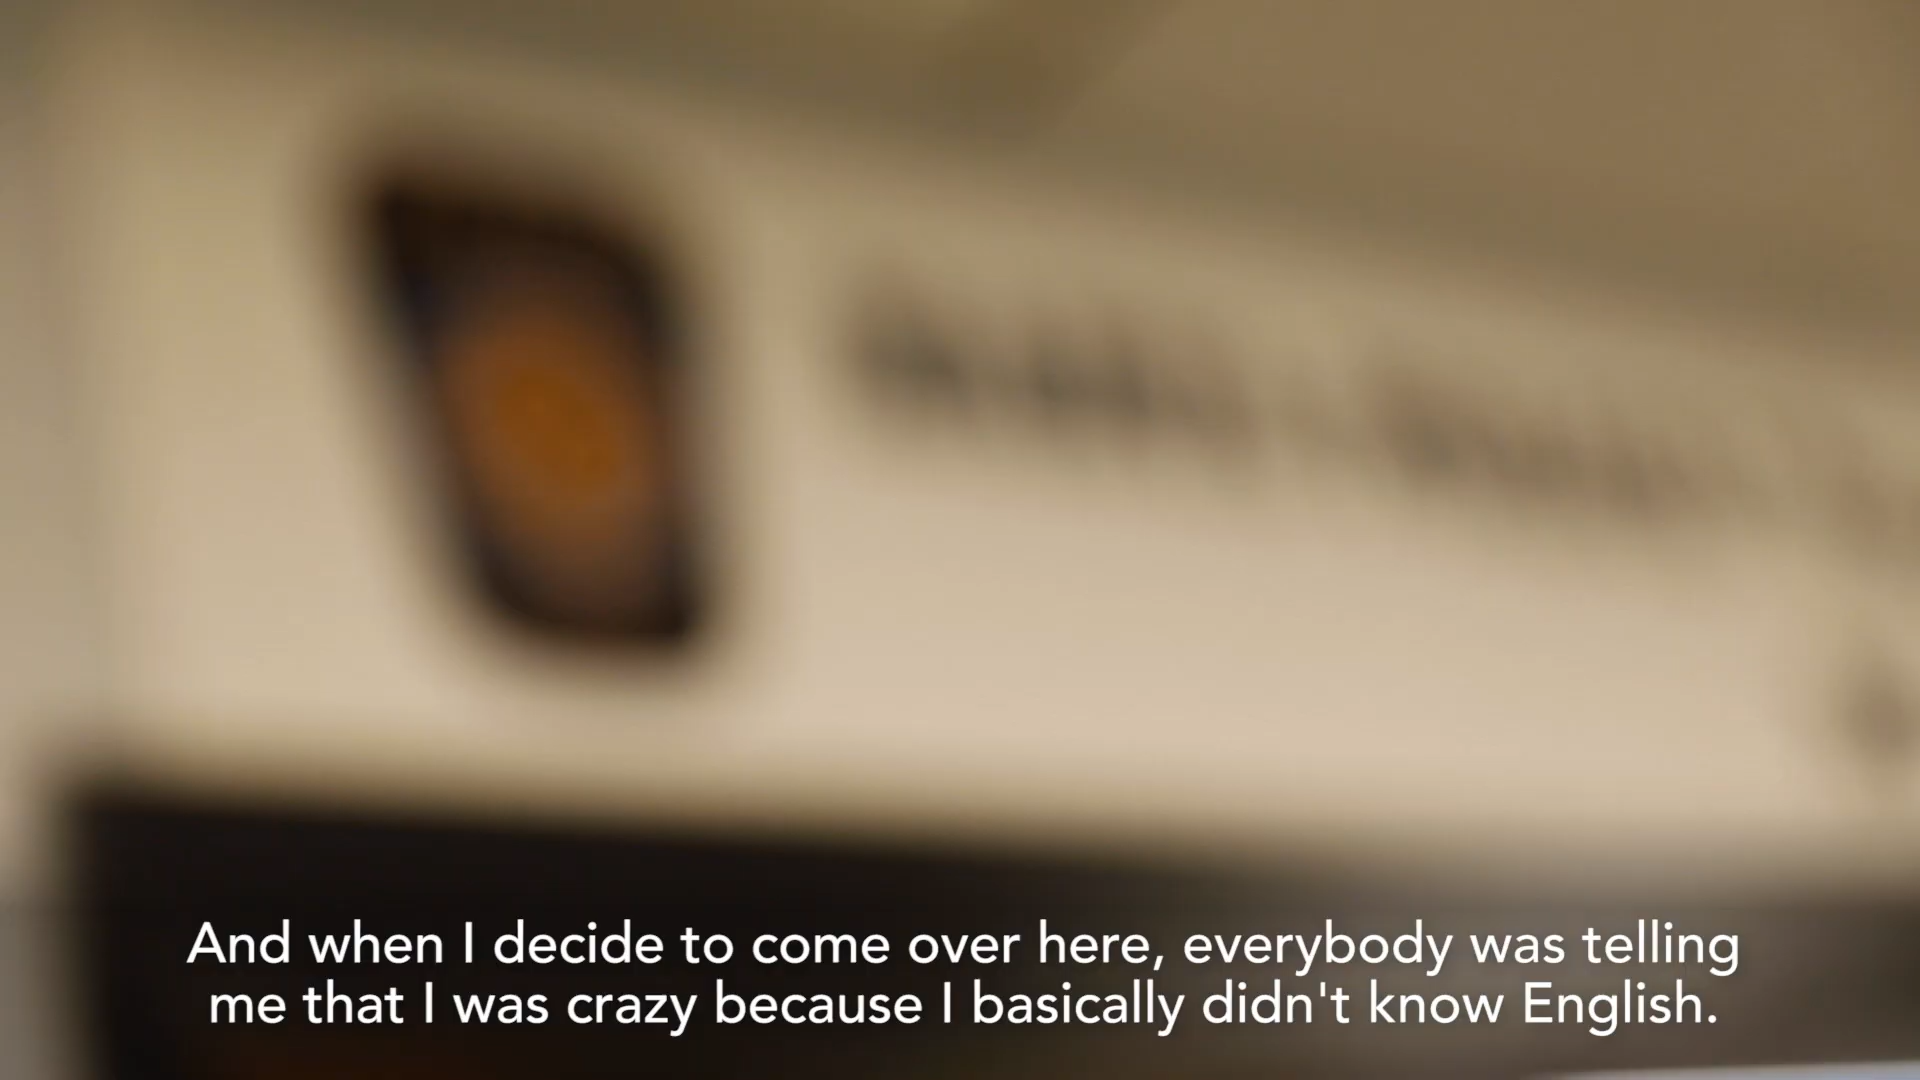 And when I decide to come over here, everybody was telling
me that I was crazy because I basically didn't know English.